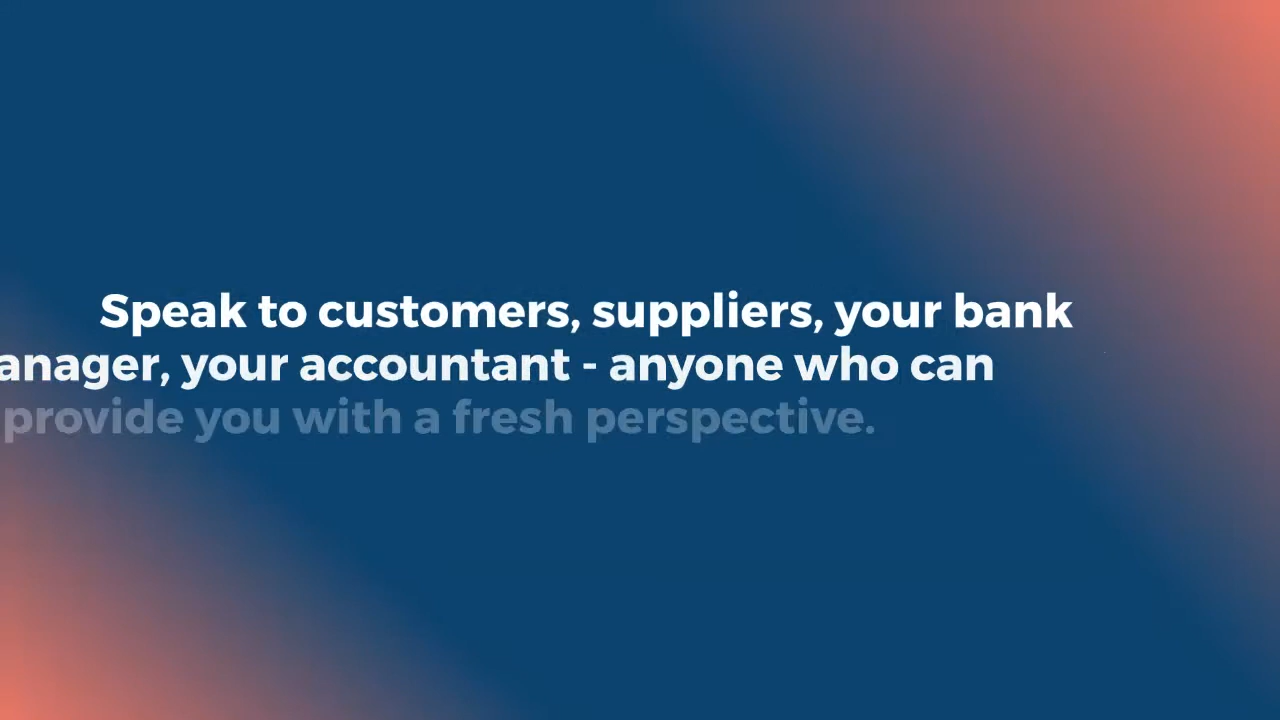 Speak to customers, suppliers, your bank
anager, your accountant - anyone who can
provide you with a fresh perspective.